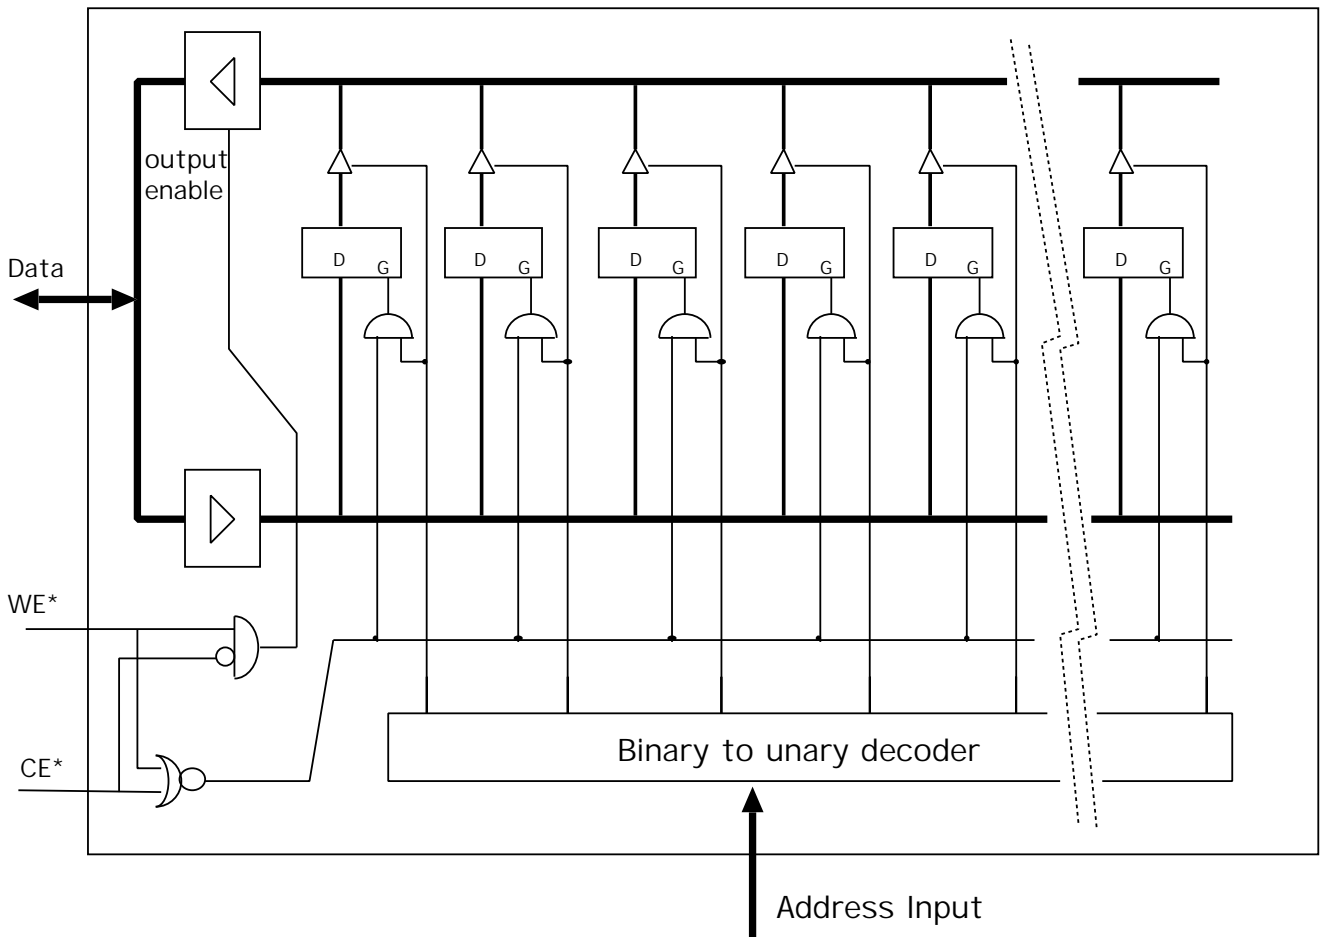 output
enable
Data
D G
D G
D G
D G
D G
D G
WE*
CE*
Binary to unary decoder
Address Input